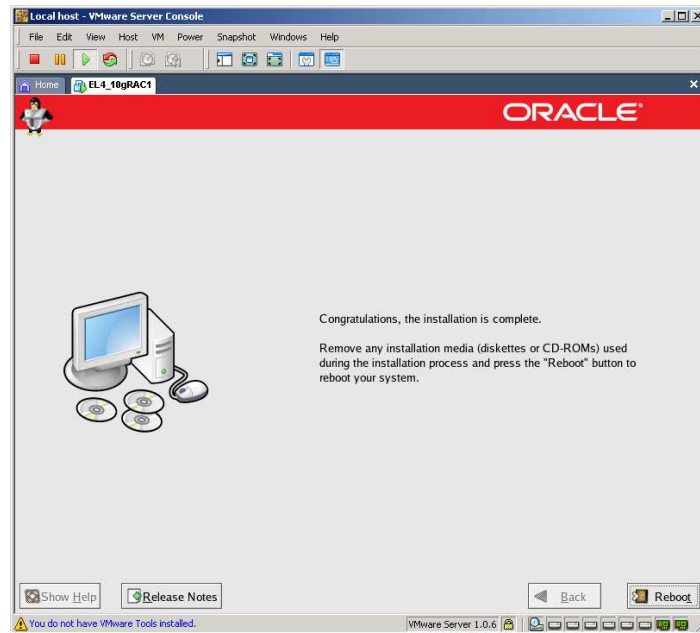 Local host - VMware Server Console
File Edit View Host VM Power Snapshot Windows Help
Home EL4_10gRAC1
ORACLE®
Congratulations, the installation is complete.
Remove any installation media (diskettes or CD-ROMs) used
during the installation process and press the "Reboot" button to
reboot your system.
Show Help Release Notes Back Reboot
You do not have VMware Tools installed. VMware Server 1.0.6